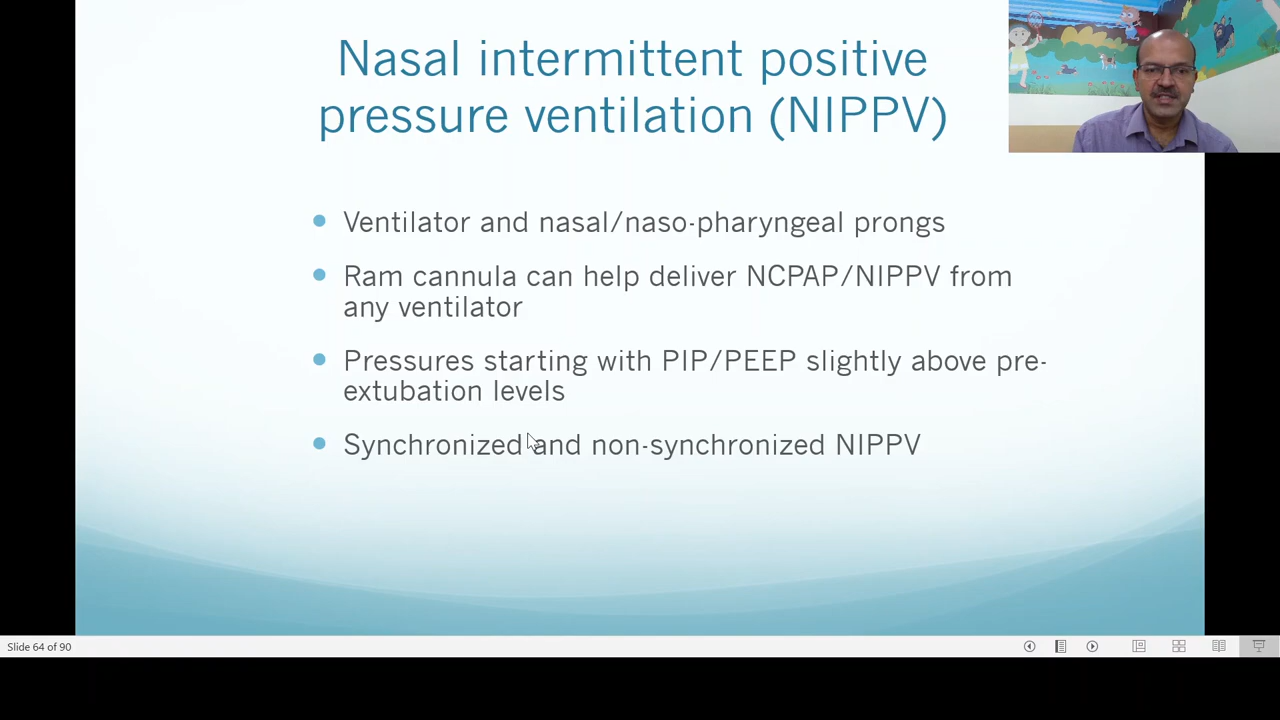 Nasal intermittent positive
pressure ventilation (NIPPV)
Ventilator and nasal/naso-pharyngeal prongs
Ram cannula can help deliver NCPAP/NIPPV from
any ventilator
Pressures starting with PIP/PEEP slightly above pre-
extubation levels
Synchronized and non-synchronized NIPPV
Slide 64 of 90